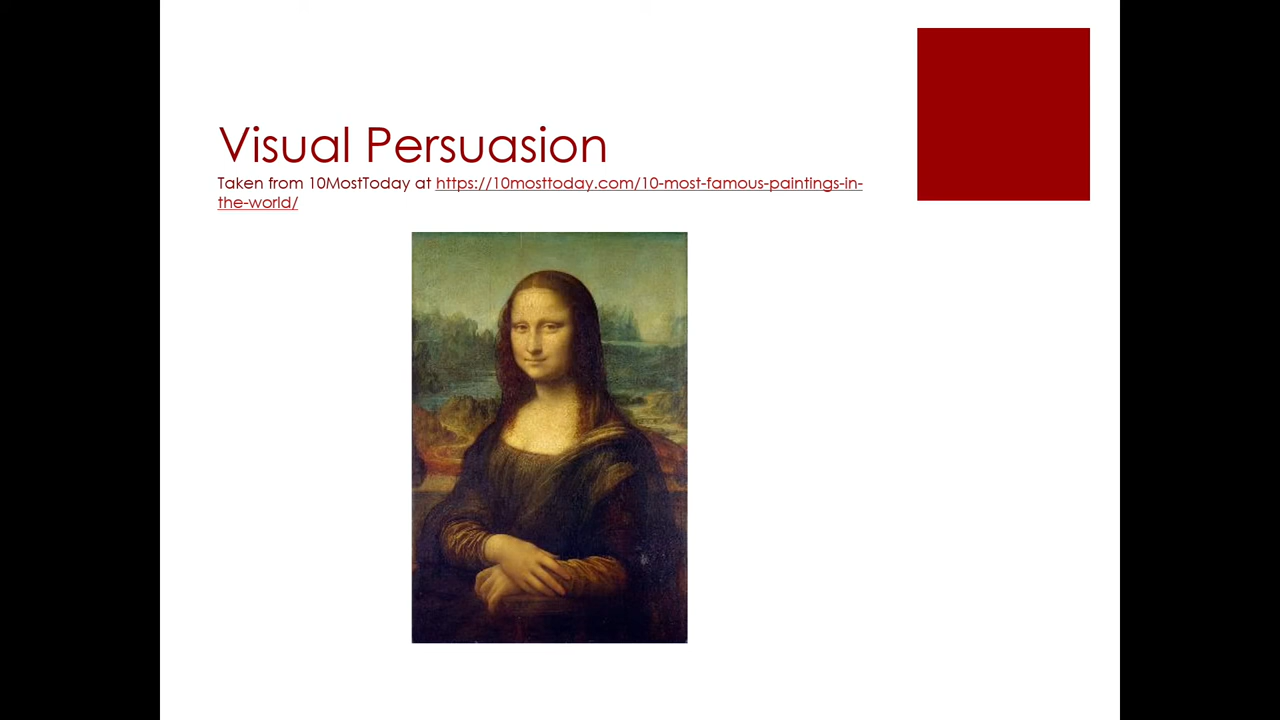 Visual Persuasion
Taken from 10MostToday at https://10mosttoday.com/10-most-famous-paintings-in-
the-world/